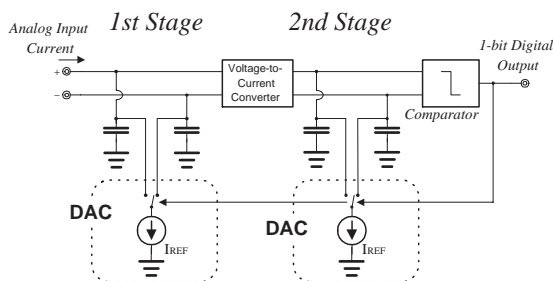 1st Stage
2nd Stage
Analog Input
Current
1-bit Digital
Output
+
−
Voltage-to-
Current
Converter
Comparator
DAC
IREF
DAC
IREF